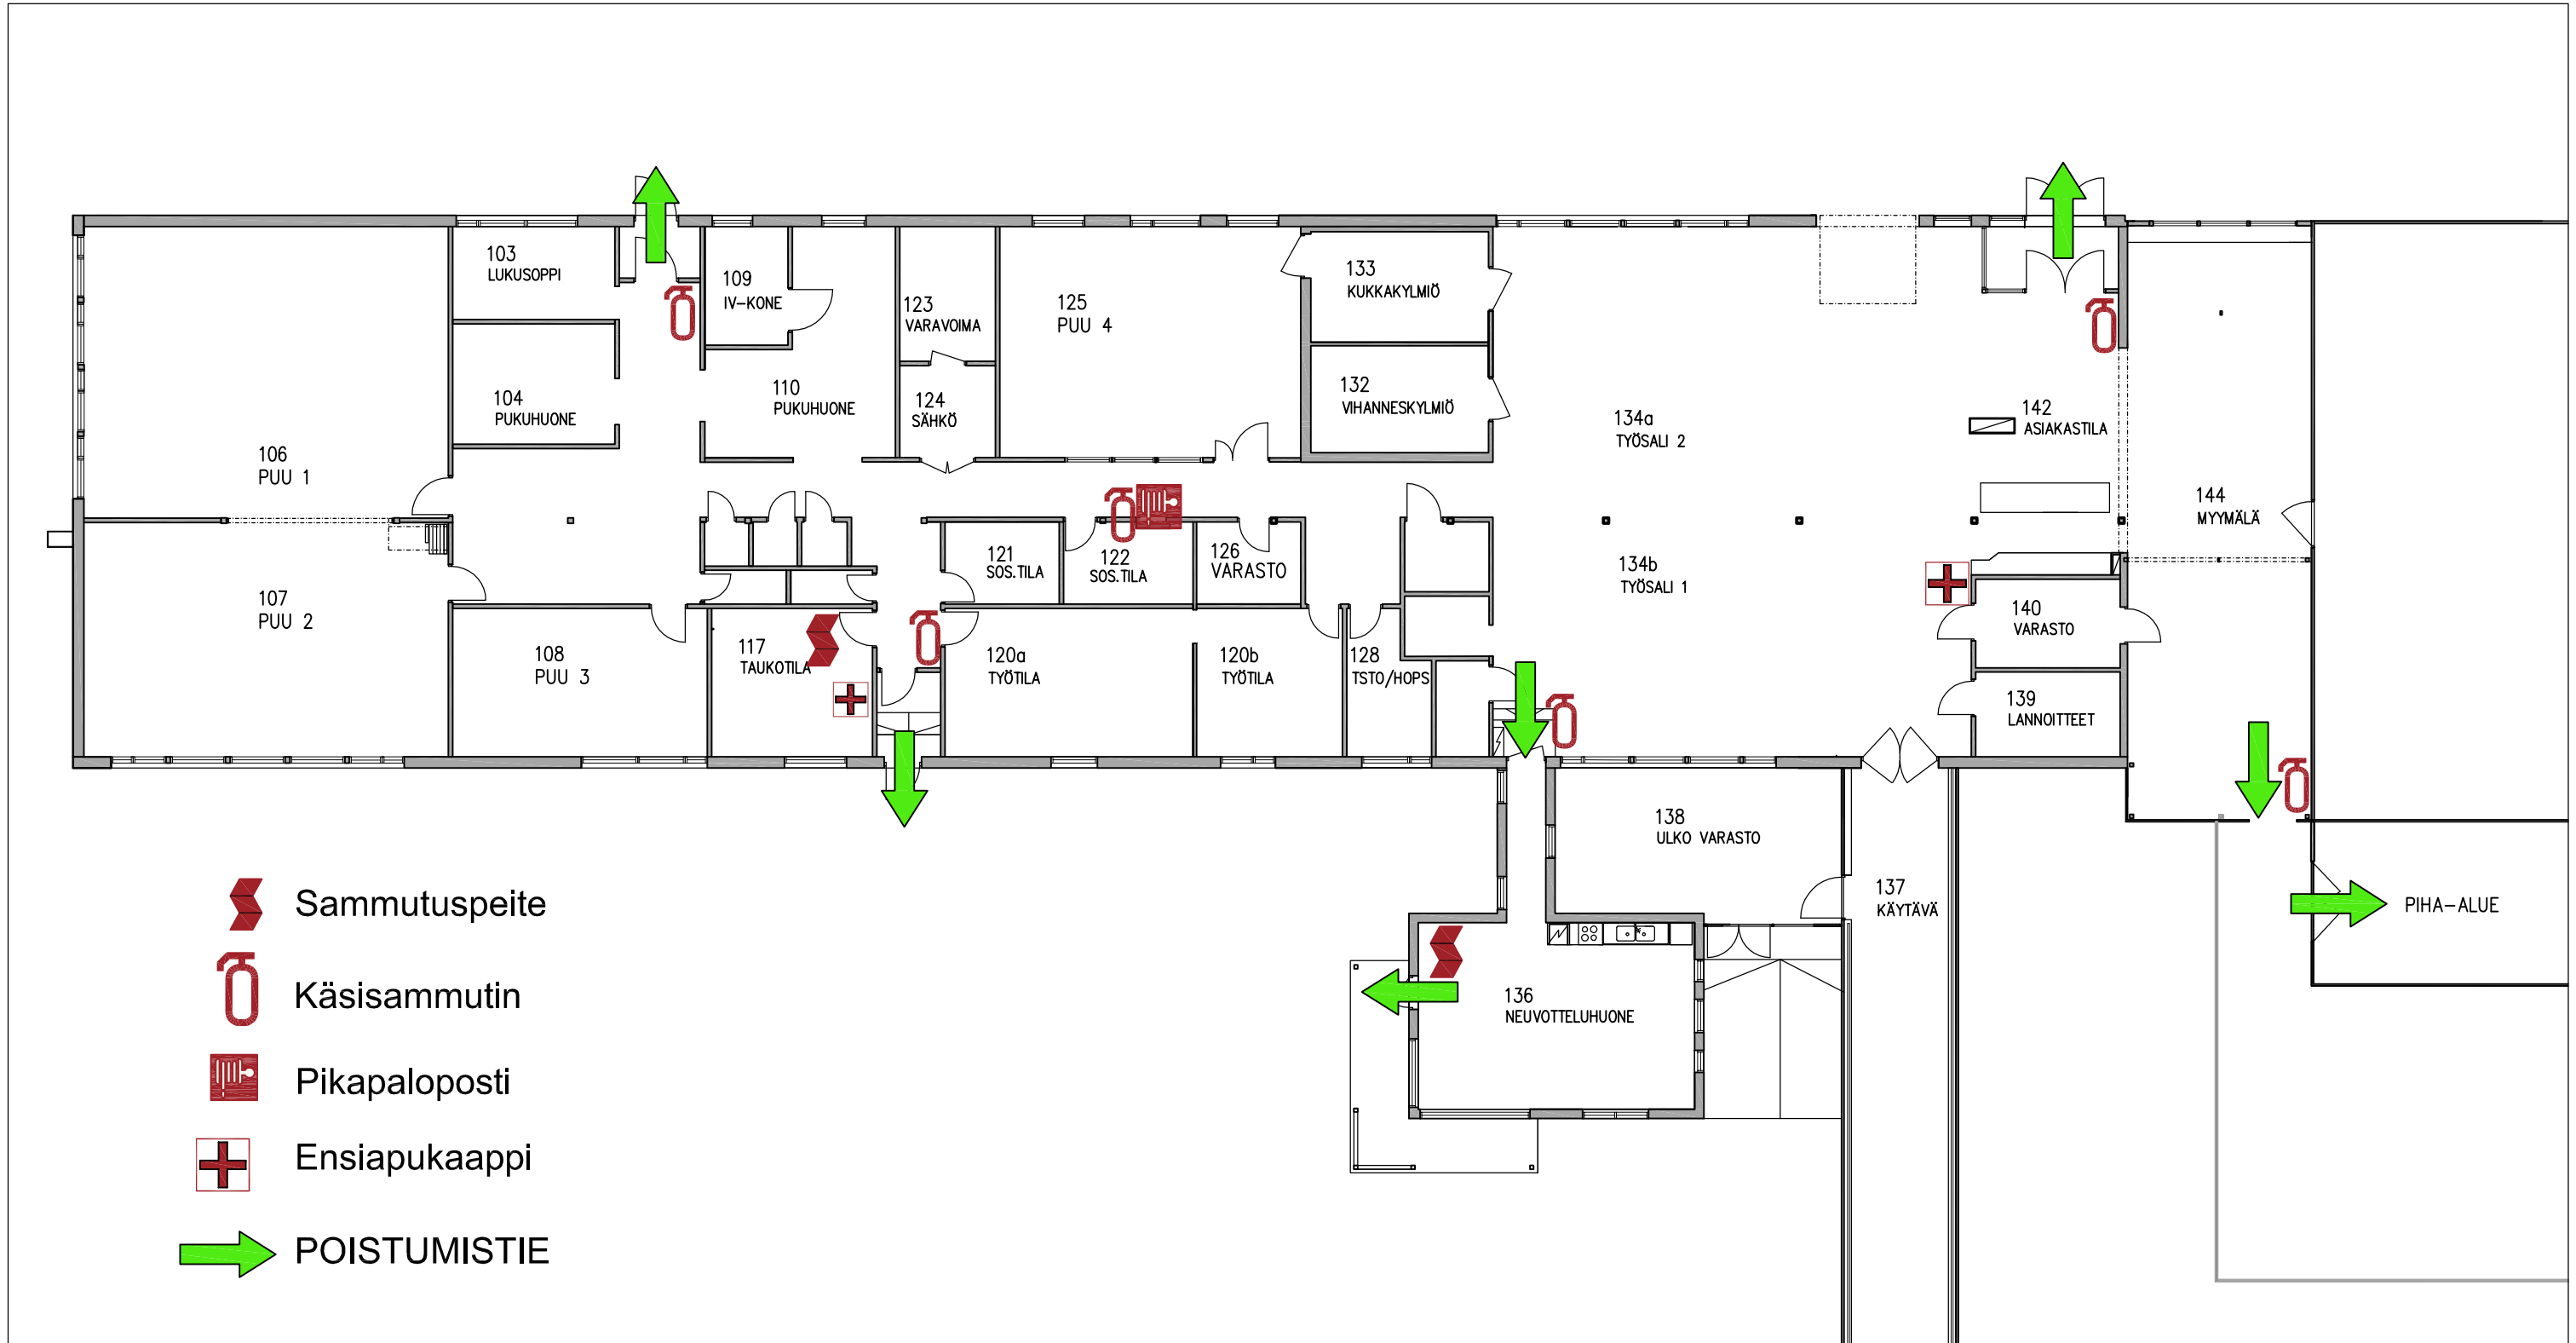 103
LUKUSOPPI
109
IV-KONE
133
KUKKAKYLMIÖ
123
VARAVOIMA
125
PUU 4
104
PUKUHUONE
110
PUKUHUONE
124
SÄHKÖ
132
VIHANNESKYLMIÖ
134a
TYÖSALI 2
142
ASIAKASTILA
106
PUU 1
144
MYYMÄLÄ
121
SOS.TILA
122
SOS.TILA
126
VARASTO
134b
TYÖSALI 1
107
PUU 2
140
VARASTO
108
PUU 3
117
TAUKOTILA
120a
TYÖTILA
120b
TYÖTILA
128
TSTO/HOPS
139
LANNOITTEET
138
ULKO VARASTO
137
KÄYTÄVÄ
PIHA-ALUE
136
NEUVOTTELUHUONE
Sammutuspeite
Käsisammutin
Pikapaloposti
Ensiapukaappi
POISTUMISTIE